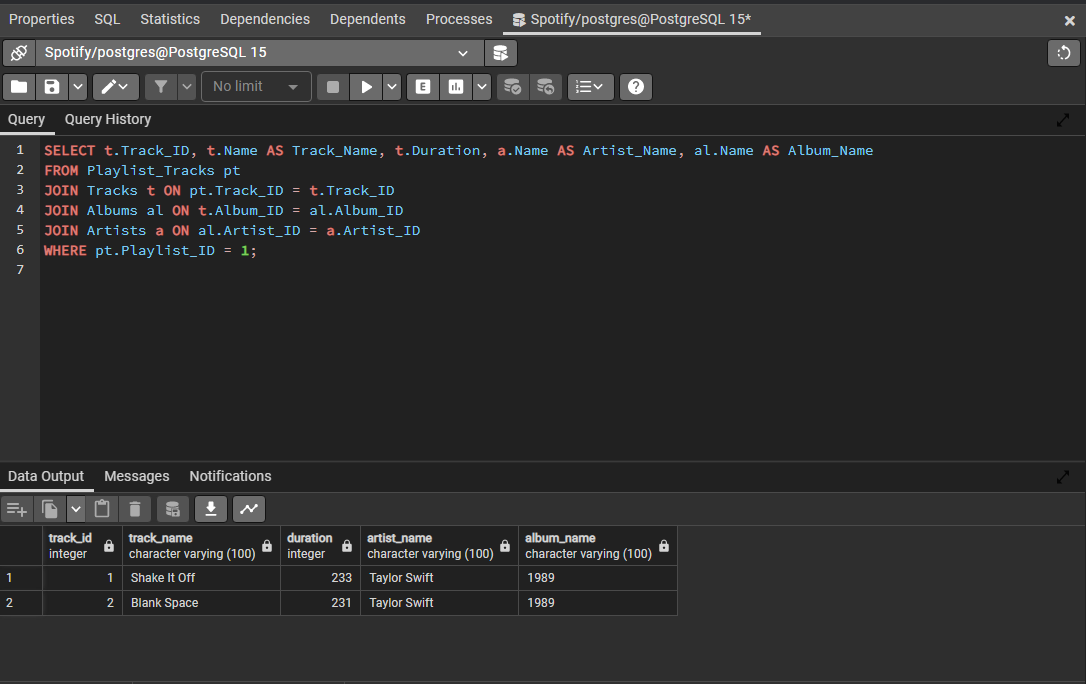 Properties SQL Statistics Dependencies Dependents Processes Spotify/postgres@PostgreSQL 15*
Spotify/postgres@PostgreSQL 15
No limit E
Query Query History
1 SELECT t.Track_ID, t.Name AS Track_Name, t.Duration, a.Name AS Artist_Name, al.Name AS Album_Name
2 FROM Playlist_Tracks pt
3 JOIN Tracks t ON pt.Track_ID = t.Track_ID
4 JOIN Albums al ON t.Album_ID = al.Album_ID
5 JOIN Artists a ON al.Artist_ID = a.Artist_ID
6 WHERE pt.Playlist_ID = 1;
7
Data Output Messages Notifications
track_id track_name duration artist_name album_name
integer character varying (100) integer character varying (100) character varying (100)
1 1 Shake It Off 233 Taylor Swift 1989
2 2 Blank Space 231 Taylor Swift 1989